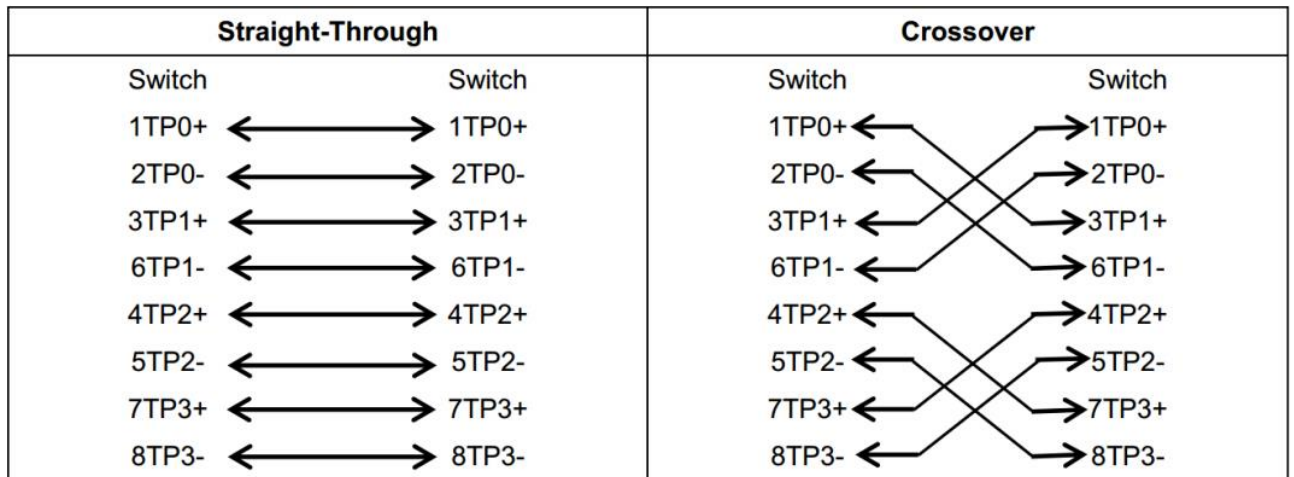 Straight-Through Crossover
Switch Switch Switch Switch
1TP0+ 1TP0+ 1TP0+ 1TP0+
2TP0- 2TP0- 2TP0- 2TP0-
3TP1+ 3TP1+ 3TP1+ 3TP1+
6TP1- 6TP1- 6TP1- 6TP1-
4TP2+ 4TP2+ 4TP2+ 4TP2+
5TP2- 5TP2- 5TP2- 5TP2-
7TP3+ 7TP3+ 7TP3+ 7TP3+
8TP3- 8TP3- 8TP3- 8TP3-